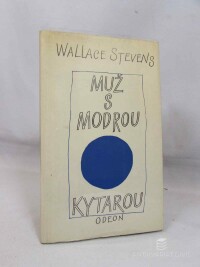 WALLACE STEVENS
MUŽ
S
MODROU
KYTAROU
ODEON